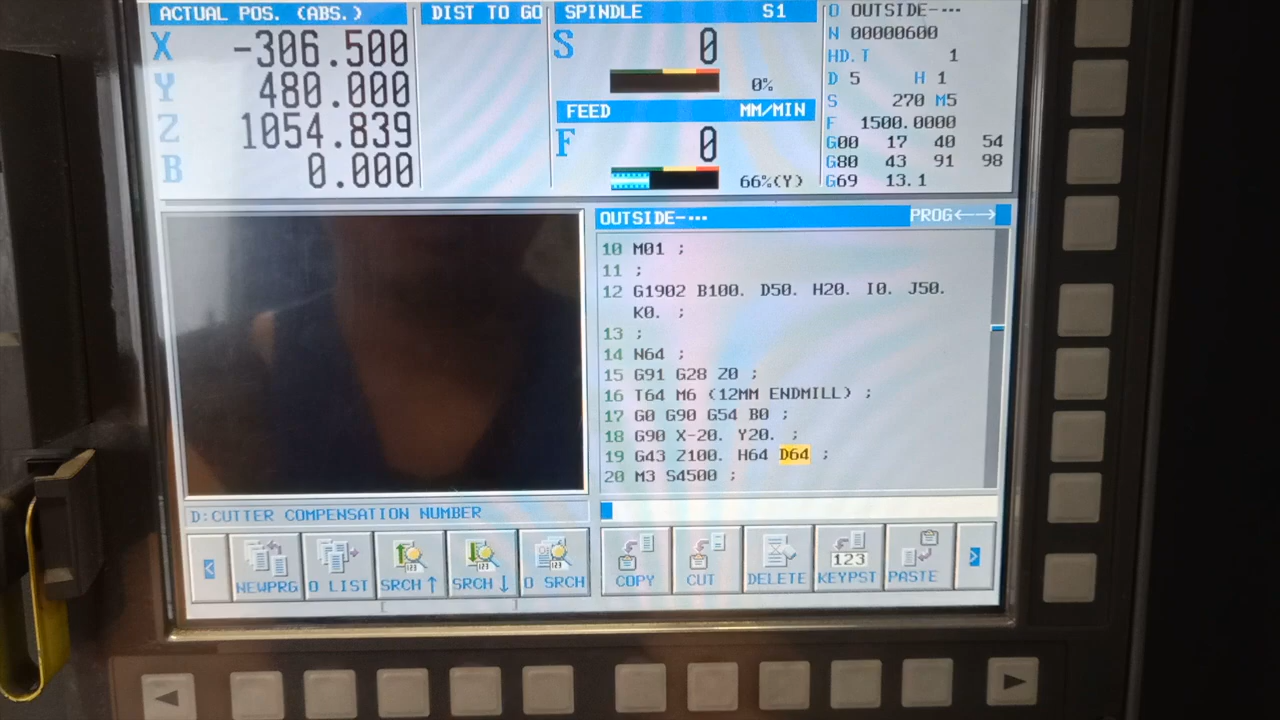 ACTUAL POS. (ABS.) DIST TO GO SPINDLE S1
X -306.500
Y 480.000
Z 1054.839
B 0.000
S 0
0%
FEED MM/MIN
F 0
66%(Y)
O OUTSIDE-···
N 00000600
HD.T 1
D 5 H 1
S 270 M5
F 1500.0000
G00 17 40 54
G80 43 91 98
G69 13.1
OUTSIDE-··· PROG←→
10 M01 ;
11 ;
12 G1902 B100. D50. H20. I0. J50.
K0. ;
13 ;
14 N64 ;
15 G91 G28 Z0 ;
16 T64 M6 (12MM ENDMILL) ;
17 G0 G90 G54 B0 ;
18 G90 X-20. Y20. ;
19 G43 Z100. H64 D64 ;
20 M3 S4500 ;
D:CUTTER COMPENSATION NUMBER
< NEWPRG O LIST SRCH↑ SRCH↓ O SRCH COPY CUT DELETE KEYPST PASTE >